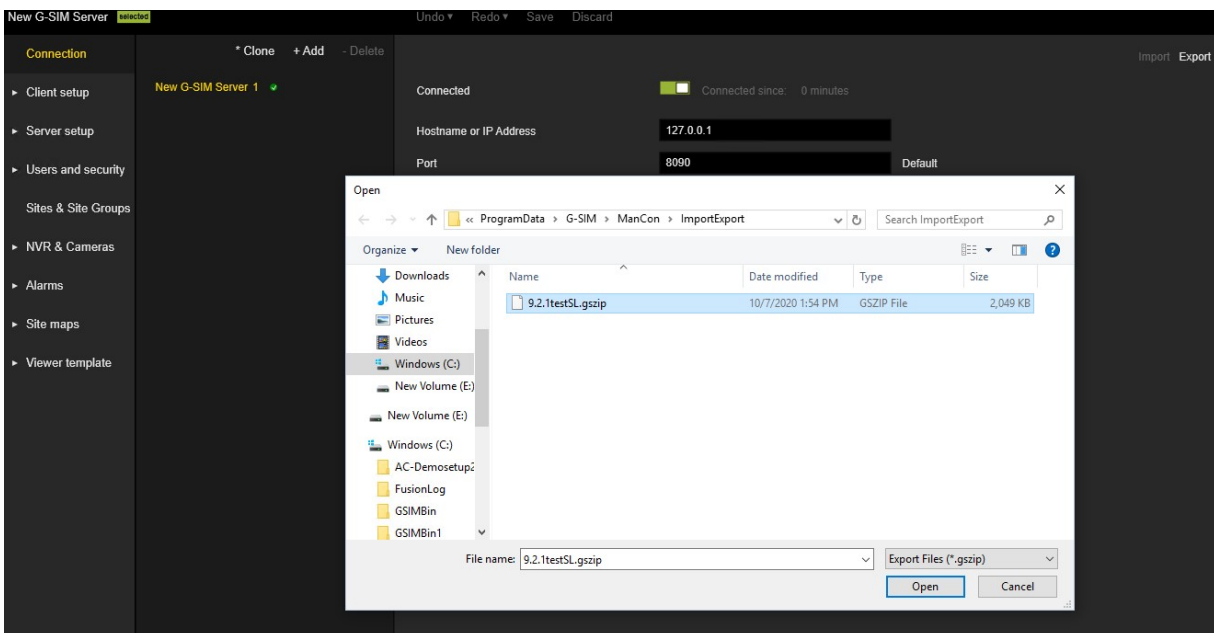 New G-SIM Server selected Undo ▾ Redo ▾ Save Discard
Connection * Clone + Add - Delete Import Export
Client setup New G-SIM Server 1 Connected Connected since: 0 minutes
Server setup Hostname or IP Address 127.0.0.1
Users and security Port 8090 Default
Sites & Site Groups
NVR & Cameras
Alarms
Site maps
Viewer template
Open
« ProgramData > G-SIM > ManCon > ImportExport Search ImportExport
Organize ▾ New folder
Downloads Name Date modified Type Size
Music 9.2.1testSL.gszip 10/7/2020 1:54 PM GSZIP File 2,049 KB
Pictures
Videos
Windows (C:)
New Volume (E:)
New Volume (E:)
Windows (C:)
AC-Demosetup2
FusionLog
GSIMBin
GSIMBin1
File name: 9.2.1testSL.gszip Export Files (*.gszip)
Open Cancel